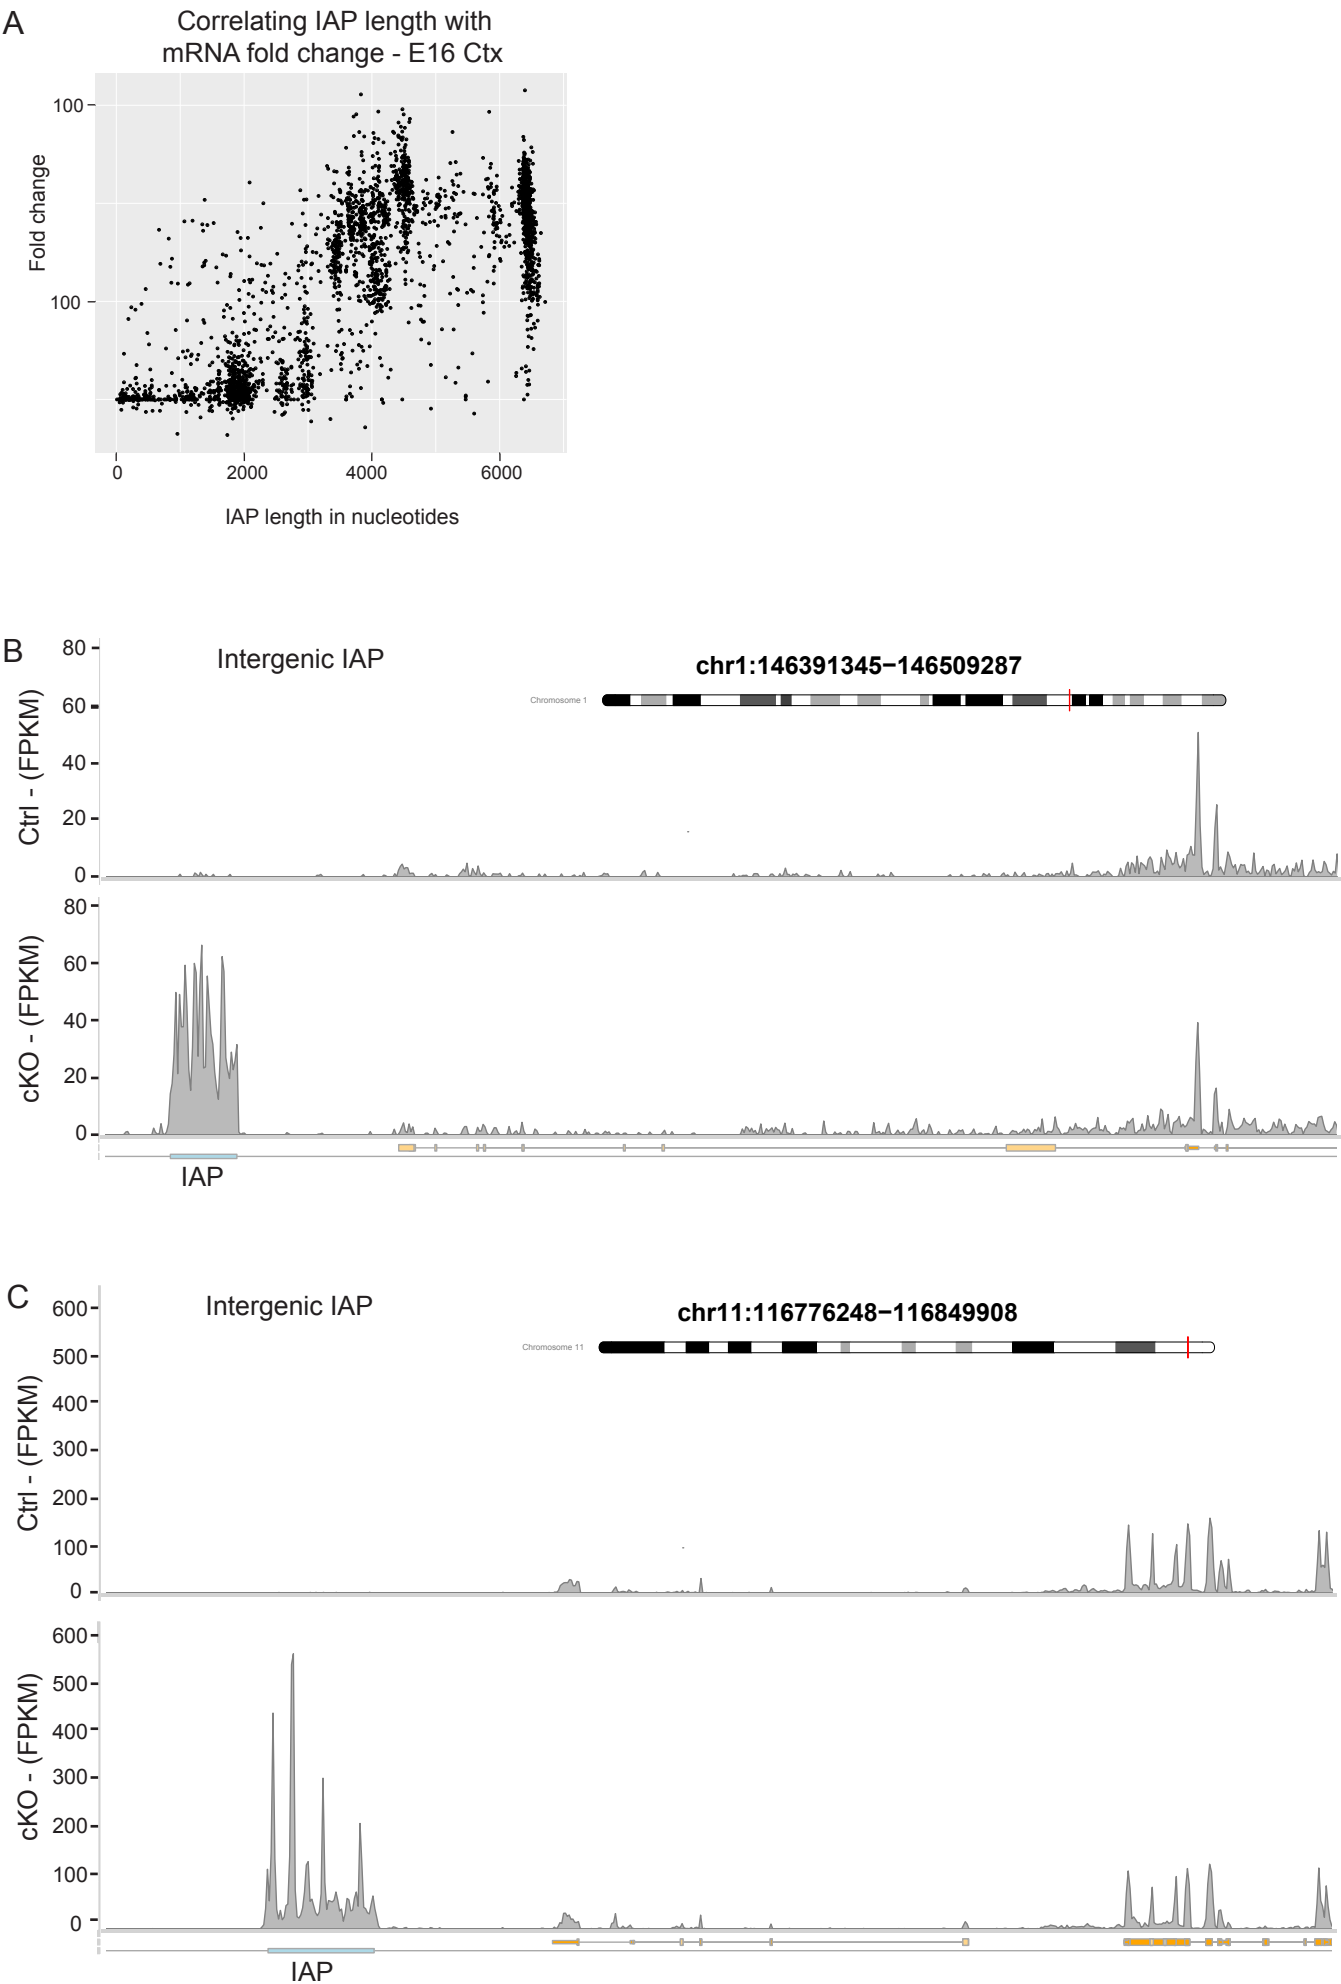 A
Correlating IAP length with
mRNA fold change - E16 Ctx
Fold change
100
100
0 2000 4000 6000
IAP length in nucleotides
B
Intergenic IAP
chr1:146391345−146509287
Chromosome 1
Ctrl - (FPKM)
80
60
40
20
0
cKO - (FPKM)
80
60
40
20
0
IAP
C
Intergenic IAP
chr11:116776248−116849908
Chromosome 11
Ctrl - (FPKM)
600
500
400
300
200
100
0
cKO - (FPKM)
600
500
400
300
200
100
0
IAP